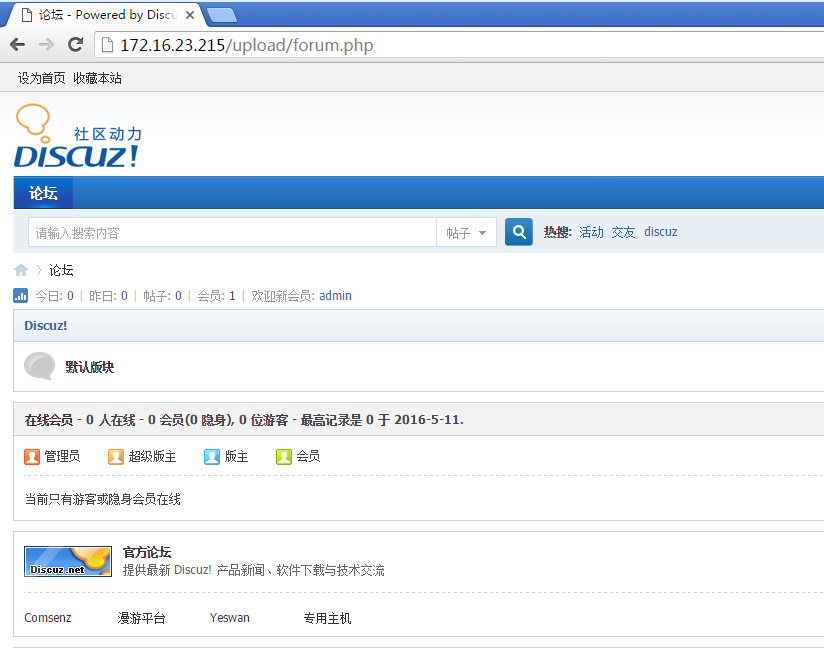 论坛 - Powered by Discu
172.16.23.215/upload/forum.php
设为首页 收藏本站
社区动力
DISCUZ!
论坛
请输入搜索内容 帖子 热搜: 活动 交友 discuz
论坛
今日: 0 | 昨日: 0 | 帖子: 0 | 会员: 1 | 欢迎新会员: admin
Discuz!
默认版块
在线会员 - 0 人在线 - 0 会员(0 隐身), 0 位游客 - 最高记录是 0 于 2016-5-11.
管理员 超级版主 版主 会员
当前只有游客或隐身会员在线
Discuz.net
官方论坛
提供最新 Discuz! 产品新闻、软件下载与技术交流
Comsenz 漫游平台 Yeswan 专用主机